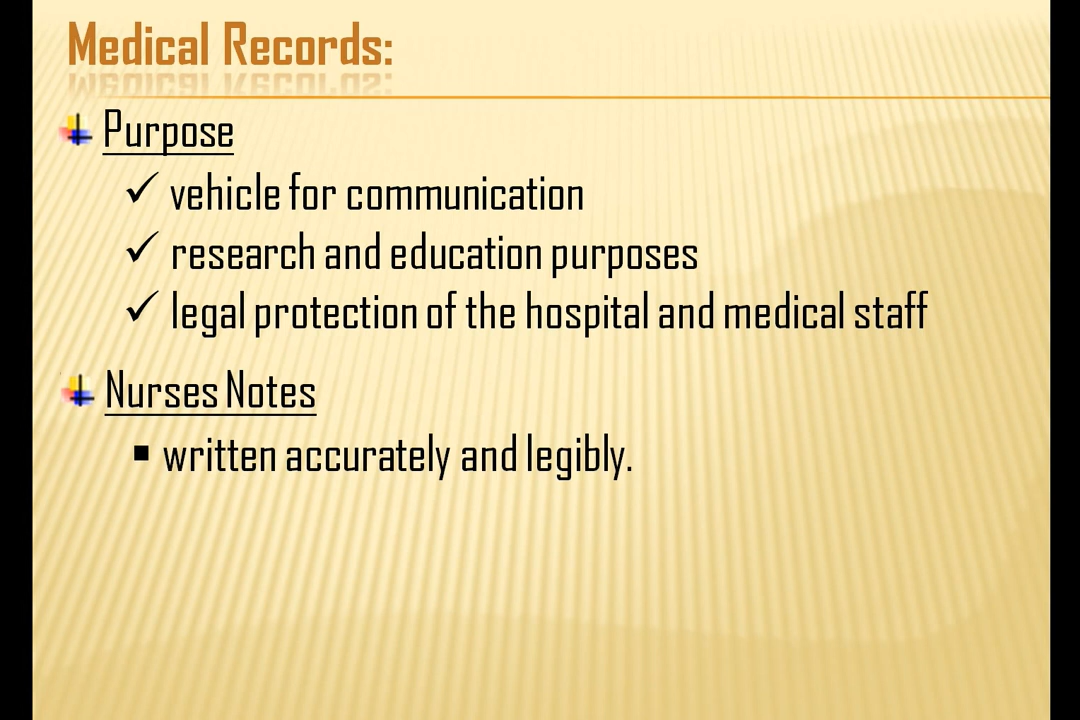 Medical Records:
Purpose
✓ vehicle for communication
✓ research and education purposes
✓ legal protection of the hospital and medical staff
Nurses Notes
▪ written accurately and legibly.